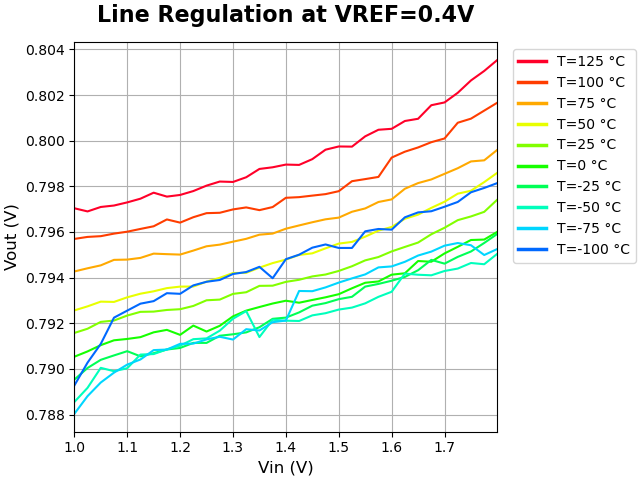 Line Regulation at VREF=0.4V
Vout (V)
0.804
0.802
0.800
0.798
0.796
0.794
0.792
0.790
0.788
1.0 1.1 1.2 1.3 1.4 1.5 1.6 1.7
Vin (V)
T=125 °C
T=100 °C
T=75 °C
T=50 °C
T=25 °C
T=0 °C
T=-25 °C
T=-50 °C
T=-75 °C
T=-100 °C